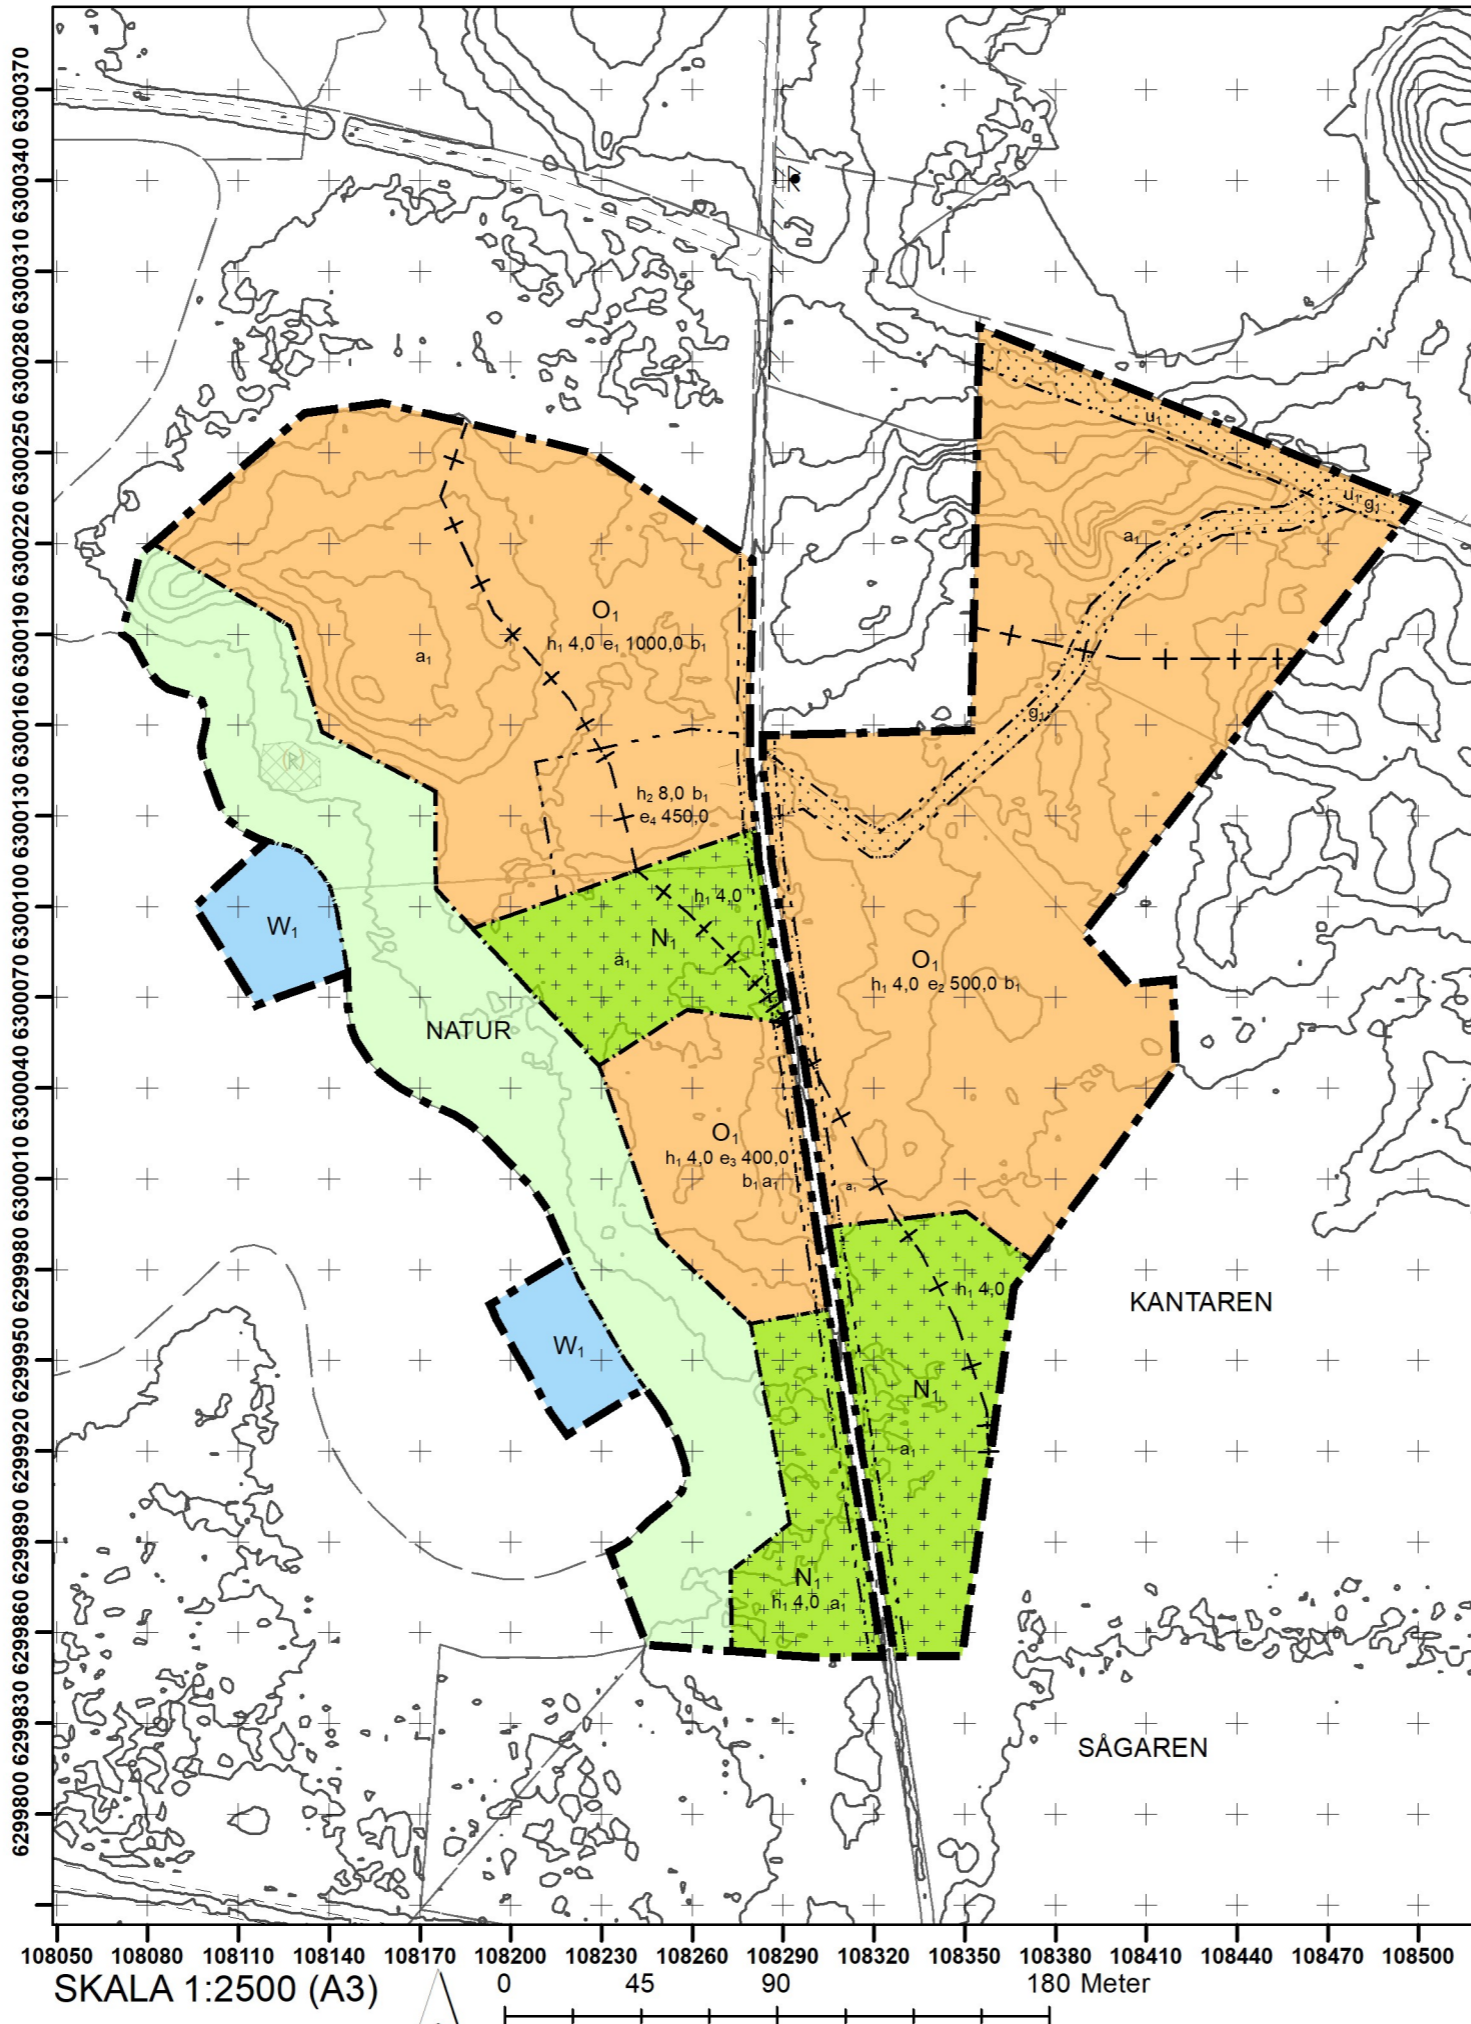 6300370
6300340
6300310
6300280
6300250
6300220
6300190
6300160
6300130
6300100
6300070
6300040
6300010
6299980
6299950
6299920
6299890
6299860
6299830
6299800
R
u₁
u₁ g₁
a₁
O₁
h₁ 4,0 e₁ 1000,0 b₁
a₁
g₁
R
h₂ 8,0 b₁
e₄ 450,0
h₁ 4,0
W₁
N₁
a₁
O₁
h₁ 4,0 e₂ 500,0 b₁
NATUR
O₁
h₁ 4,0 e₃ 400,0
b₁ a₁
a₁
h₁ 4,0
KANTAREN
W₁
N₁
a₁
N₁
h₁ 4,0 a₁
SÅGAREN
108050 108080 108110 108140 108170 108200 108230 108260 108290 108320 108350 108380 108410 108440 108470 108500
SKALA 1:2500 (A3)
0 45 90 180 Meter